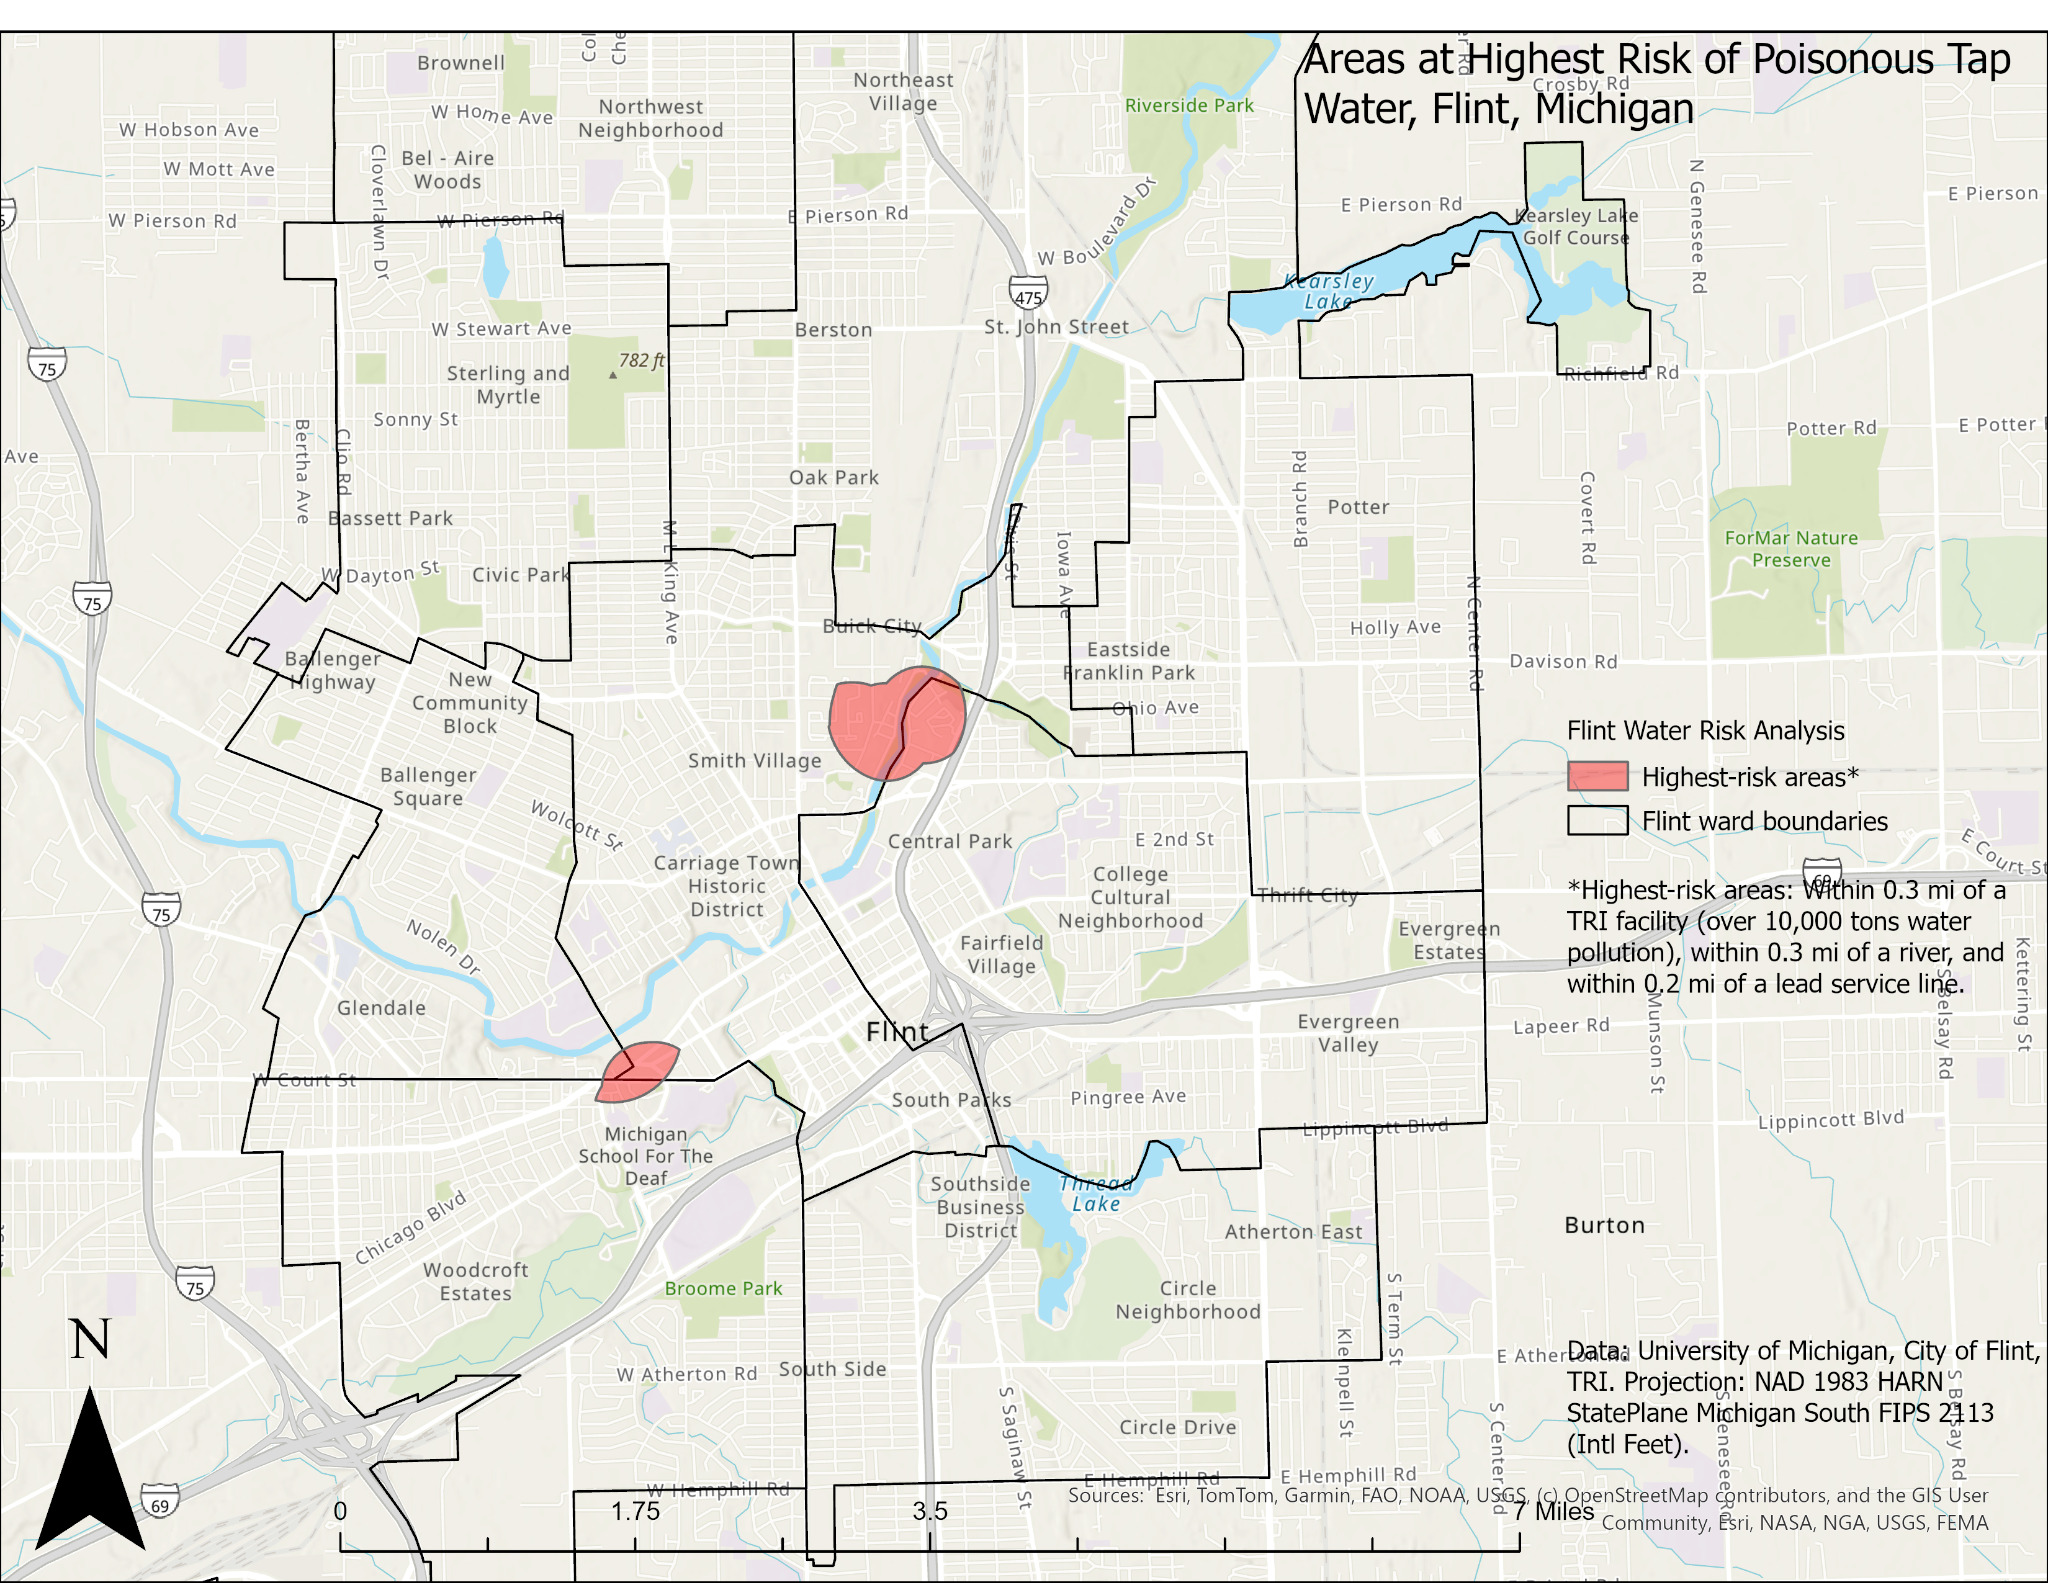 Areas at Highest Risk of Poisonous Tap
Water, Flint, Michigan
Brownell
W Home Ave
Northwest
Neighborhood
Northeast
Village
Riverside Park
Crosby Rd
W Hobson Ave
Bel - Aire
Woods
W Mott Ave
Cloverlawn Dr
W Pierson Rd
W Pierson Rd
E Pierson Rd
E Pierson Rd
E Pierson
N Genesee Rd
Kearsley Lake
Golf Course
W Boulevard Dr
475
Kearsley
Lake
W Stewart Ave
Berston
St. John Street
75
782 ft
Sterling and
Myrtle
Richfield Rd
Sonny St
Potter Rd
E Potter
Ave
Bertha Ave
Clio Rd
Oak Park
Branch Rd
Potter
Covert Rd
Bassett Park
M L King Ave
Iowa Ave
ForMar Nature
Preserve
W Dayton St
Civic Park
75
N Center Rd
Buick City
Holly Ave
Ballenger
Highway
New
Community
Block
Eastside
Franklin Park
Davison Rd
Ohio Ave
Flint Water Risk Analysis
Smith Village
Ballenger
Square
Highest-risk areas*
Wolcott St
Flint ward boundaries
Central Park
E 2nd St
E Court St
Carriage Town
Historic
District
College
Cultural
Neighborhood
Thrift City
69
*Highest-risk areas: Within 0.3 mi of a
TRI facility (over 10,000 tons water
pollution), within 0.3 mi of a river, and
within 0.2 mi of a lead service line.
75
Nolen Dr
Fairfield
Village
Evergreen
Estates
Kettering St
Glendale
Flint
Evergreen
Valley
Lapeer Rd
Munson St
S Belsay Rd
W Court St
South Parks
Pingree Ave
Lippincott Blvd
Lippincott Blvd
Michigan
School For The
Deaf
Southside
Business
District
Thread
Lake
Chicago Blvd
Atherton East
Burton
Woodcroft
Estates
75
Broome Park
Circle
Neighborhood
S Term St
N
Kleinpell St
W Atherton Rd
South Side
E Atherton Rd
Data: University of Michigan, City of Flint,
TRI. Projection: NAD 1983 HARN
StatePlane Michigan South FIPS 2113
(Intl Feet).
S Saginaw St
Circle Drive
S Center Rd
S Genesee Rd
S Belsay Rd
W Hemphill Rd
E Hemphill Rd
E Hemphill Rd
69
Sources: Esri, TomTom, Garmin, FAO, NOAA, USGS, (c) OpenStreetMap contributors, and the GIS User
Community, Esri, NASA, NGA, USGS, FEMA
0 1.75 3.5 7 Miles